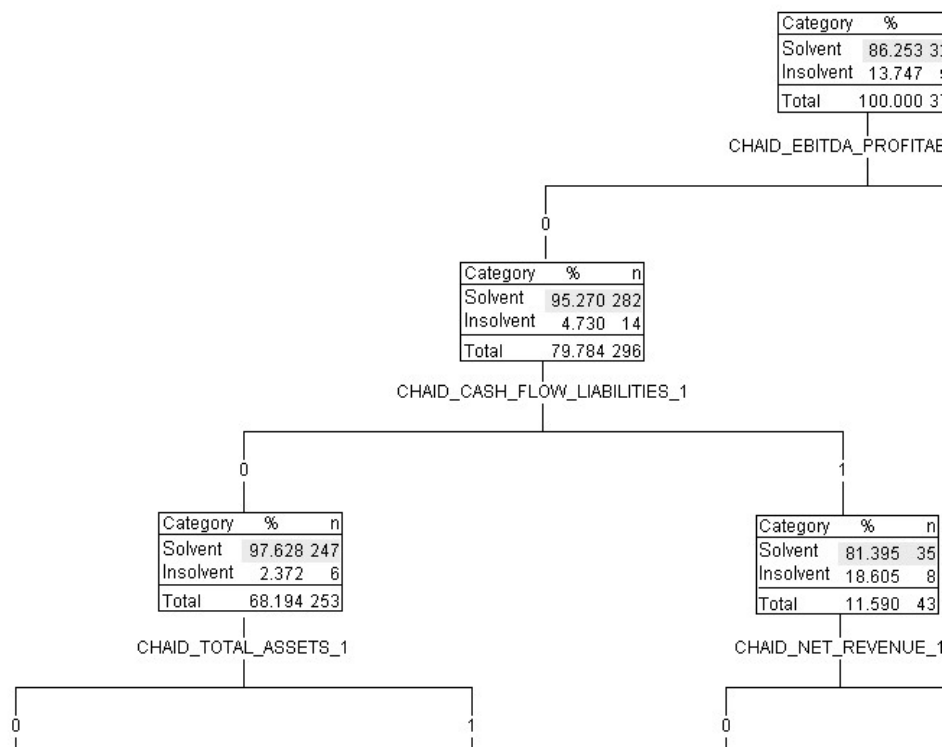 Category %
Solvent 86.253
Insolvent 13.747
Total 100.000
CHAID_EBITDA_PROFITAB
0
Category % n
Solvent 95.270 282
Insolvent 4.730 14
Total 79.784 296
CHAID_CASH_FLOW_LIABILITIES_1
0 1
Category % n
Solvent 97.628 247
Insolvent 2.372 6
Total 68.194 253
CHAID_TOTAL_ASSETS_1
Category % n
Solvent 81.395 35
Insolvent 18.605 8
Total 11.590 43
CHAID_NET_REVENUE_1
0 1 0